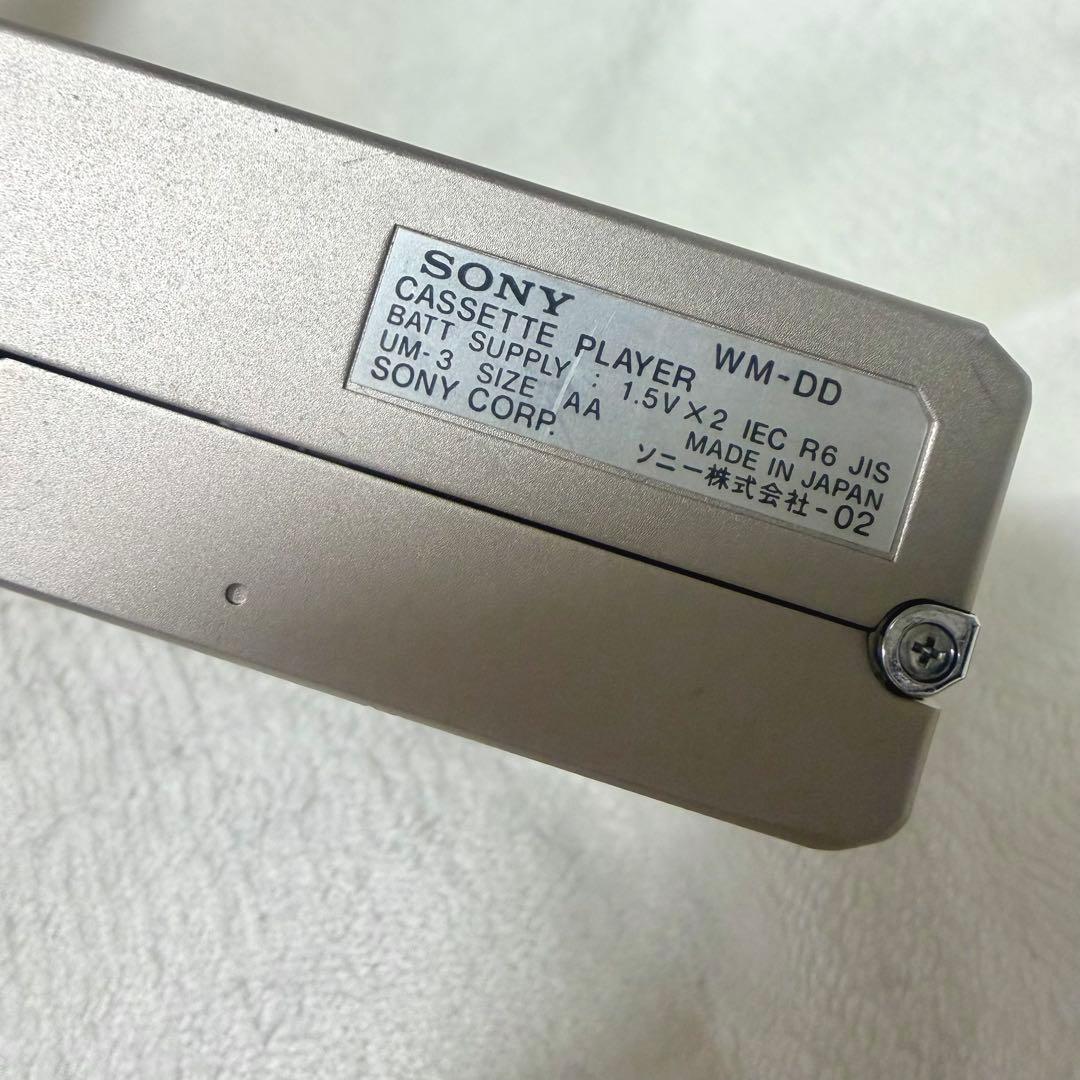 SONY
CASSETTE PLAYER WM-DD
BATT SUPPLY : 1.5V×2 IEC R6 JIS
UM-3 SIZE AA MADE IN JAPAN
SONY CORP. ソニー株式会社-02